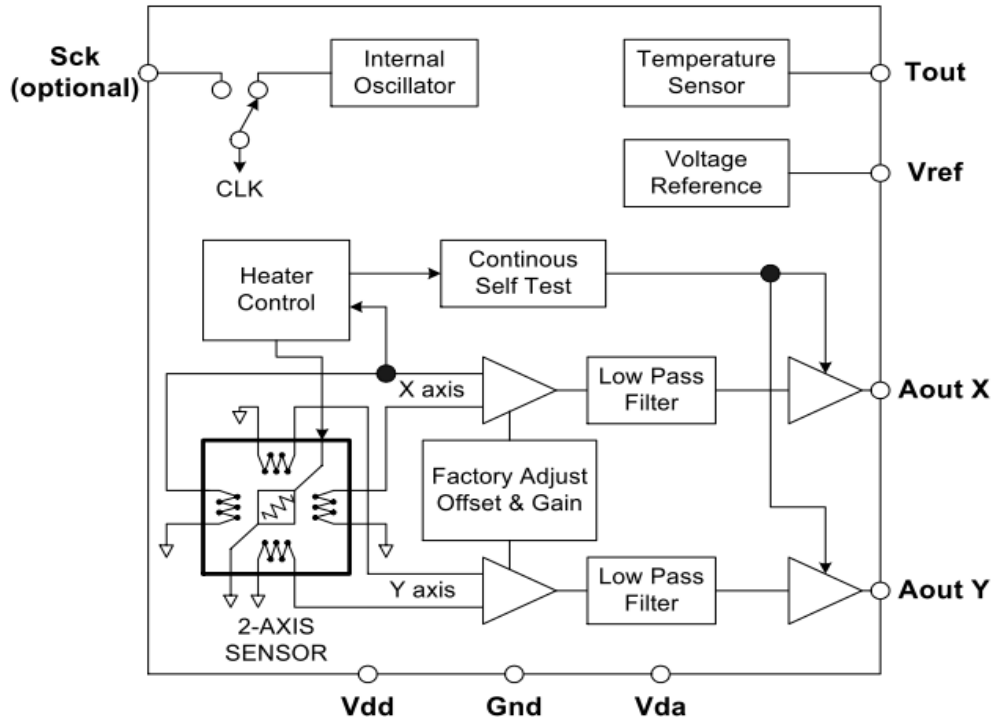 Sck
(optional)
Internal
Oscillator
Temperature
Sensor
Tout
CLK
Voltage
Reference
Vref
Heater
Control
Continous
Self Test
X axis
Low Pass
Filter
Aout X
Factory Adjust
Offset & Gain
Y axis
Low Pass
Filter
Aout Y
2-AXIS
SENSOR
Vdd
Gnd
Vda